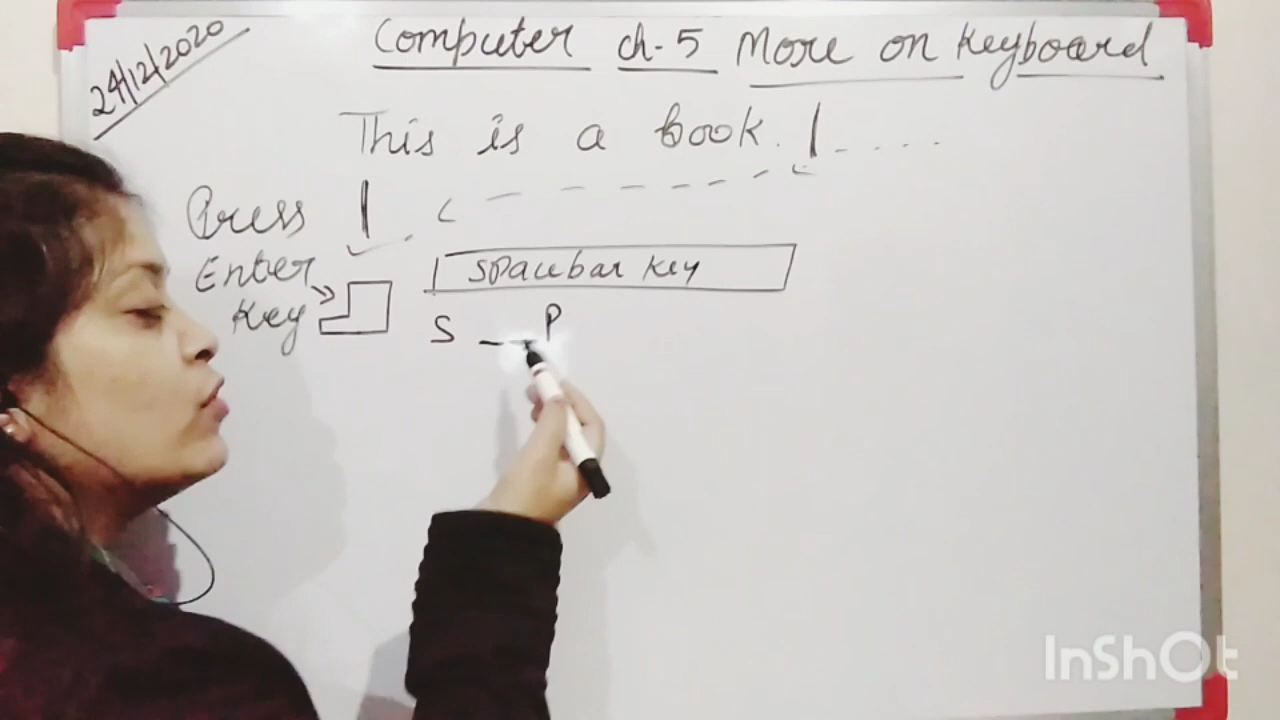 24/12/2020
Computer ch-5 More on Keyboard
This is a book. | - . . . .
Press
Enter
Key
Spacebar Key
S _ _ P
InShOt